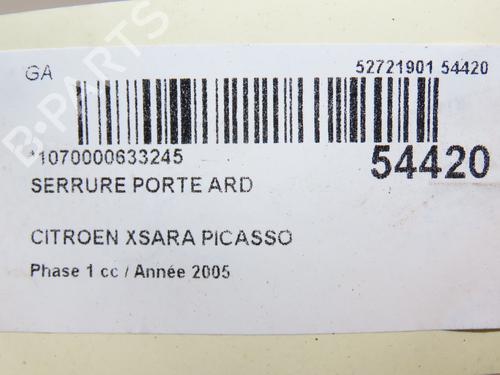 GA
52721901 54420
*1070000633245
54420
SERRURE PORTE ARD
CITROEN XSARA PICASSO
Phase 1 cc / Année 2005
B-PARTS